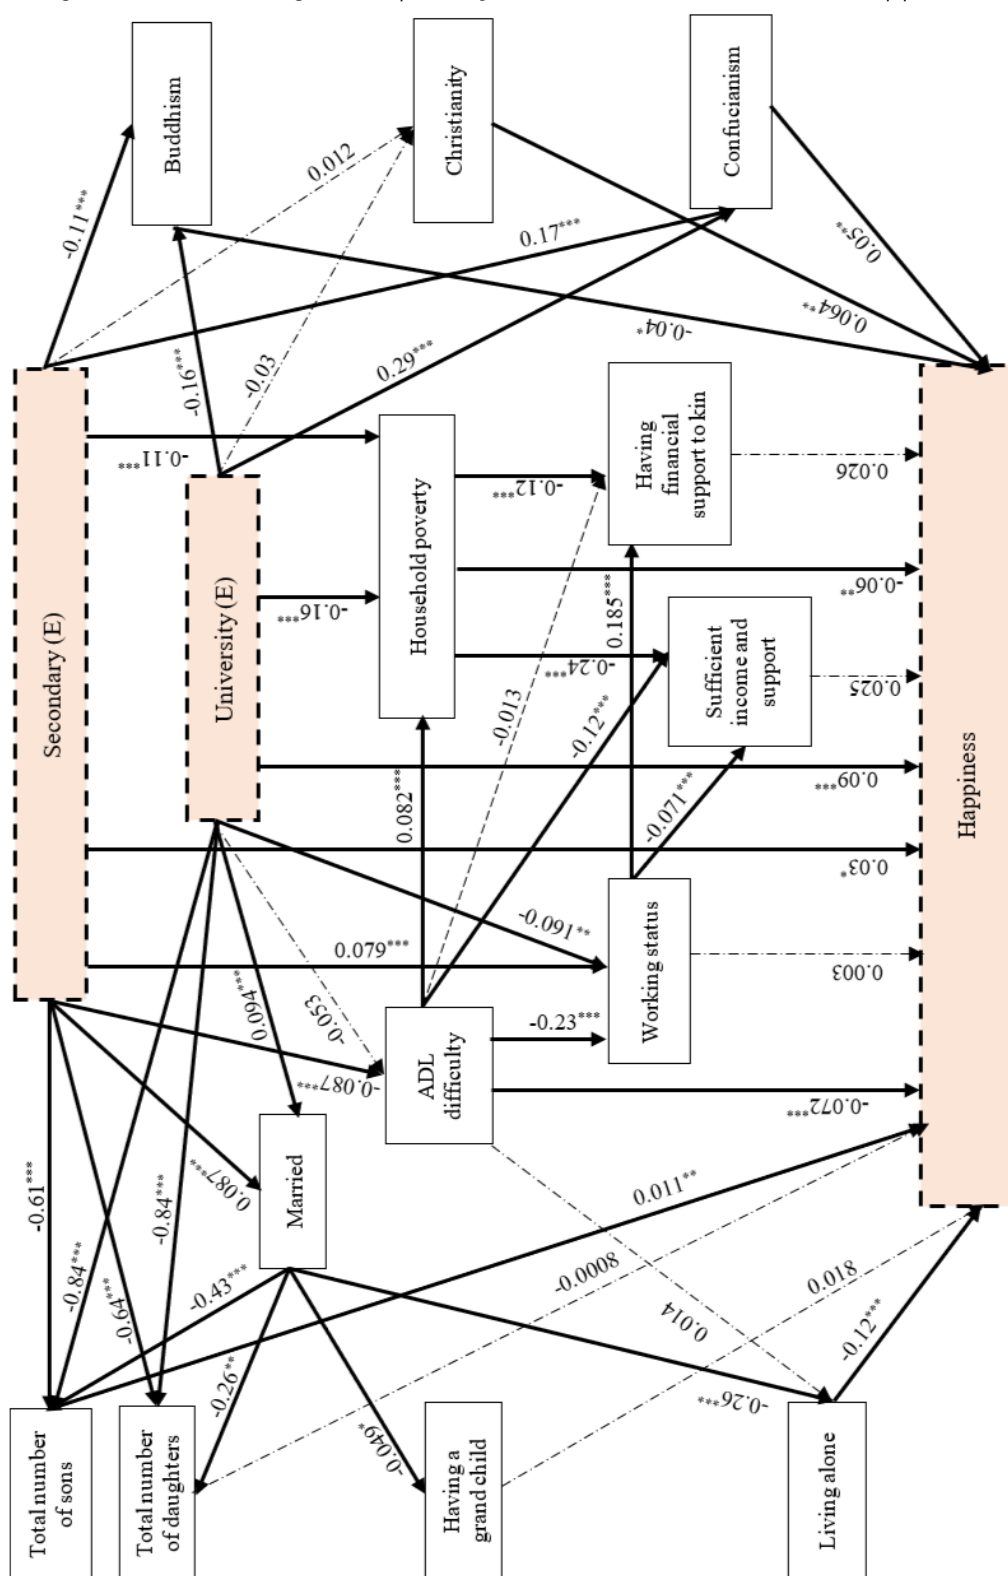 Secondary (E)
University (E)
Household poverty
ADL
difficulty
Married
Total number
of sons
Total number
of daughters
Having a
grand child
Living alone
Working status
Sufficient
income and
support
Having
financial
support to kin
Buddhism
Christianity
Confucianism
Happiness
-0.61***
-0.84***
-0.64***
-0.84***
0.087***
0.094***
-0.053
-0.087***
-0.43***
-0.26**
-0.049*
-0.26***
0.014
-0.0008
0.011**
0.018
-0.12***
-0.072***
-0.23***
0.003
0.03*
0.09***
0.025
-0.06**
0.026
-0.071***
0.185***
-0.12***
-0.013
0.082***
-0.24***
-0.12***
-0.16***
-0.11***
-0.11***
0.012
0.17***
-0.16***
-0.03
0.29***
-0.04*
0.064**
0.05**